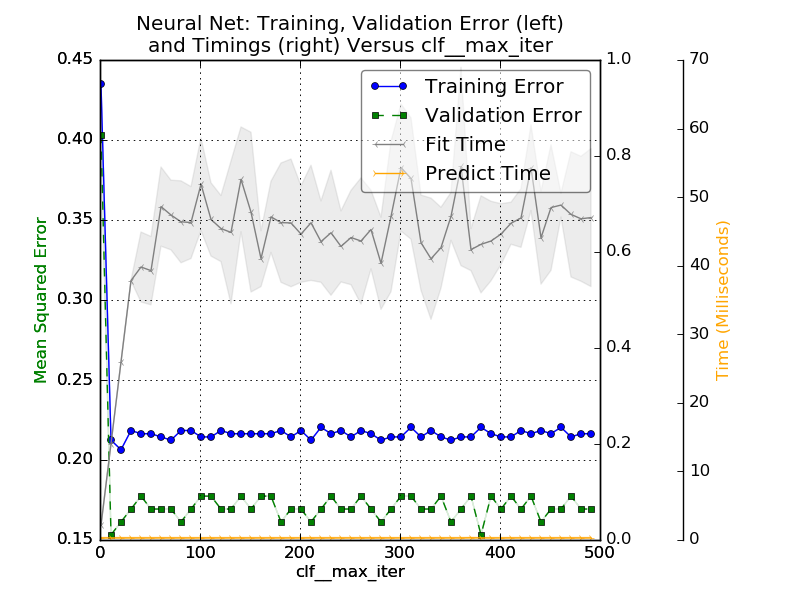 Neural Net: Training, Validation Error (left)
and Timings (right) Versus clf__max_iter
Training Error
Validation Error
Fit Time
Predict Time
Mean Squared Error
0.45
0.40
0.35
0.30
0.25
0.20
0.15
0 100 200 300 400 500
clf__max_iter
1.0
0.8
0.6
0.4
0.2
0.0
70
60
50
40
30
20
10
0
Time (Milliseconds)